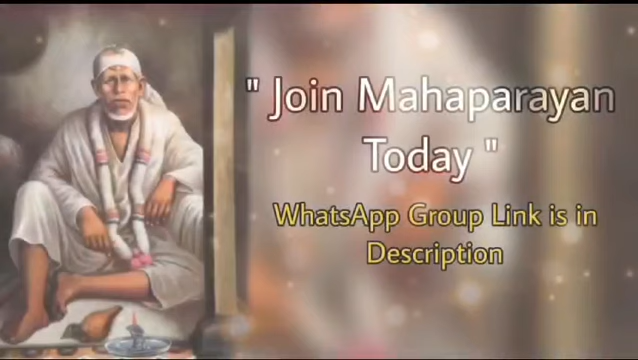 " Join Mahaparayan
Today "
WhatsApp Group Link is in
Description